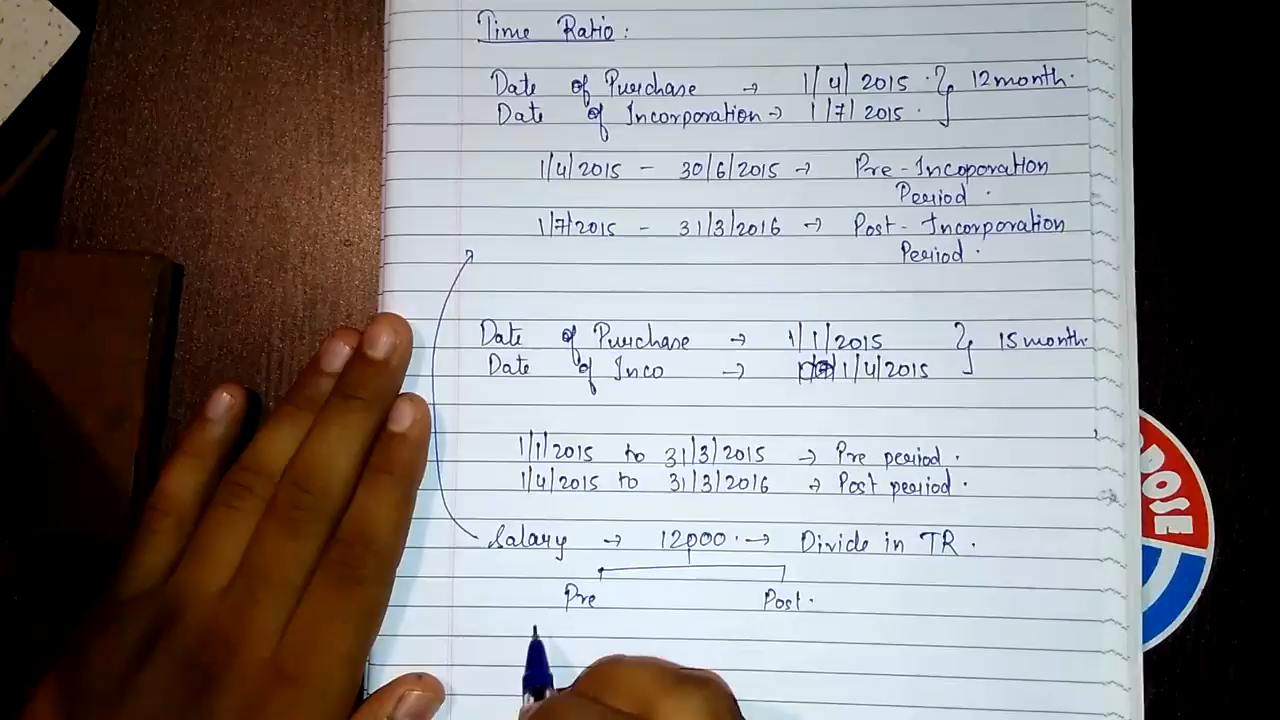 Time Ratio :
Date of Purchase → 1/4/2015 . } 12 month.
Date of Incorporation → 1/7/2015 .
1/4/2015 - 30/6/2015 → Pre - Incoporation
Period .
1/7/2015 - 31/3/2016 → Post - Incorporation
Period .
Date of Purchase → 1/1/2015 } 15 month.
Date of Inco → 1/4/2015
1/1/2015 to 31/3/2015 → Pre period .
1/4/2015 to 31/3/2016 → Post period .
Salary → 12000 . → Divide in TR .
Pre Post .
POSE